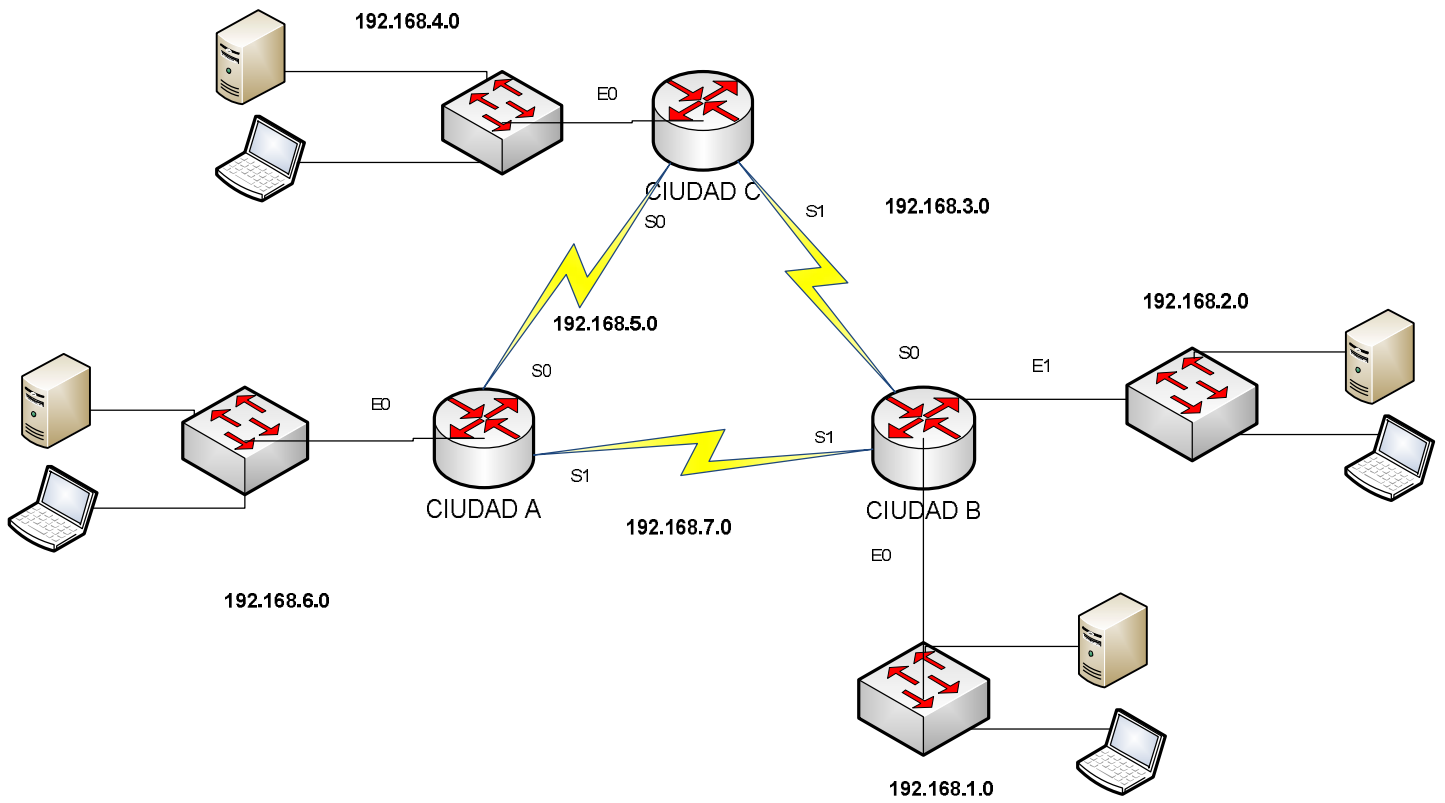 192.168.4.0
E0
CIUDAD C
192.168.3.0
S1
S0
192.168.2.0
192.168.5.0
S0
S0
E1
E0
S1
S1
CIUDAD A
CIUDAD B
192.168.7.0
E0
192.168.6.0
192.168.1.0